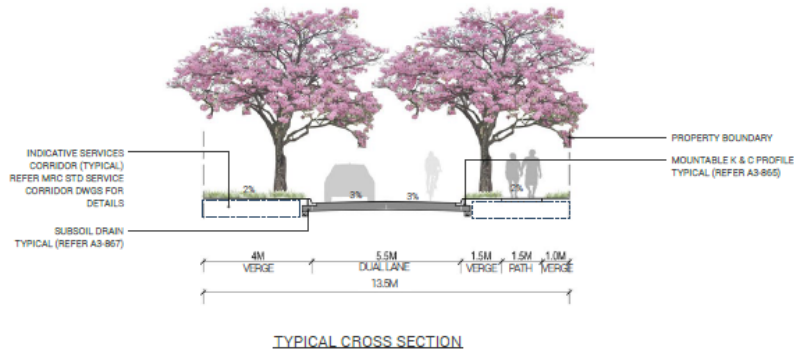 INDICATIVE SERVICES
CORRIDOR (TYPICAL)
REFER MRC STD SERVICE
CORRIDOR DWGS FOR
DETAILS
SUBSOIL DRAIN
TYPICAL (REFER A3-867)
PROPERTY BOUNDARY
MOUNTABLE K & C PROFILE
TYPICAL (REFER A3-865)
2%
3%
3%
2%
4M
VERGE
5.5M
DUAL LANE
1.5M
VERGE
1.5M
PATH
1.0M
VERGE
13.5M
TYPICAL CROSS SECTION